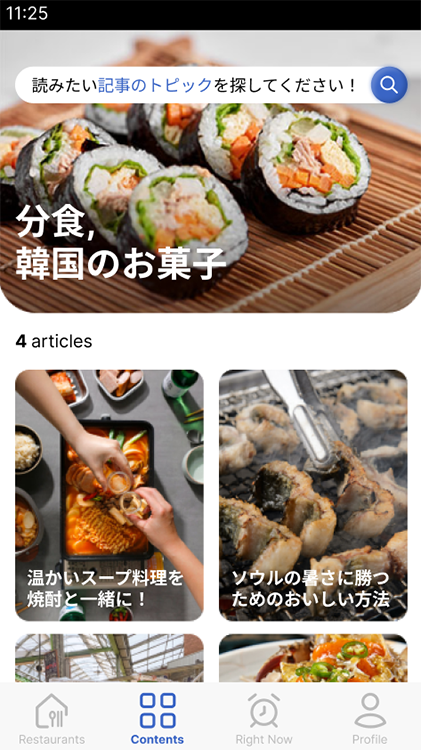 11:25
読みたい記事のトピックを探してください！
分食,
韓国のお菓子
4 articles
温かいスープ料理を
焼酎と一緒に！
ソウルの暑さに勝つ
ためのおいしい方法
Restaurants
Contents
Right Now
Profile